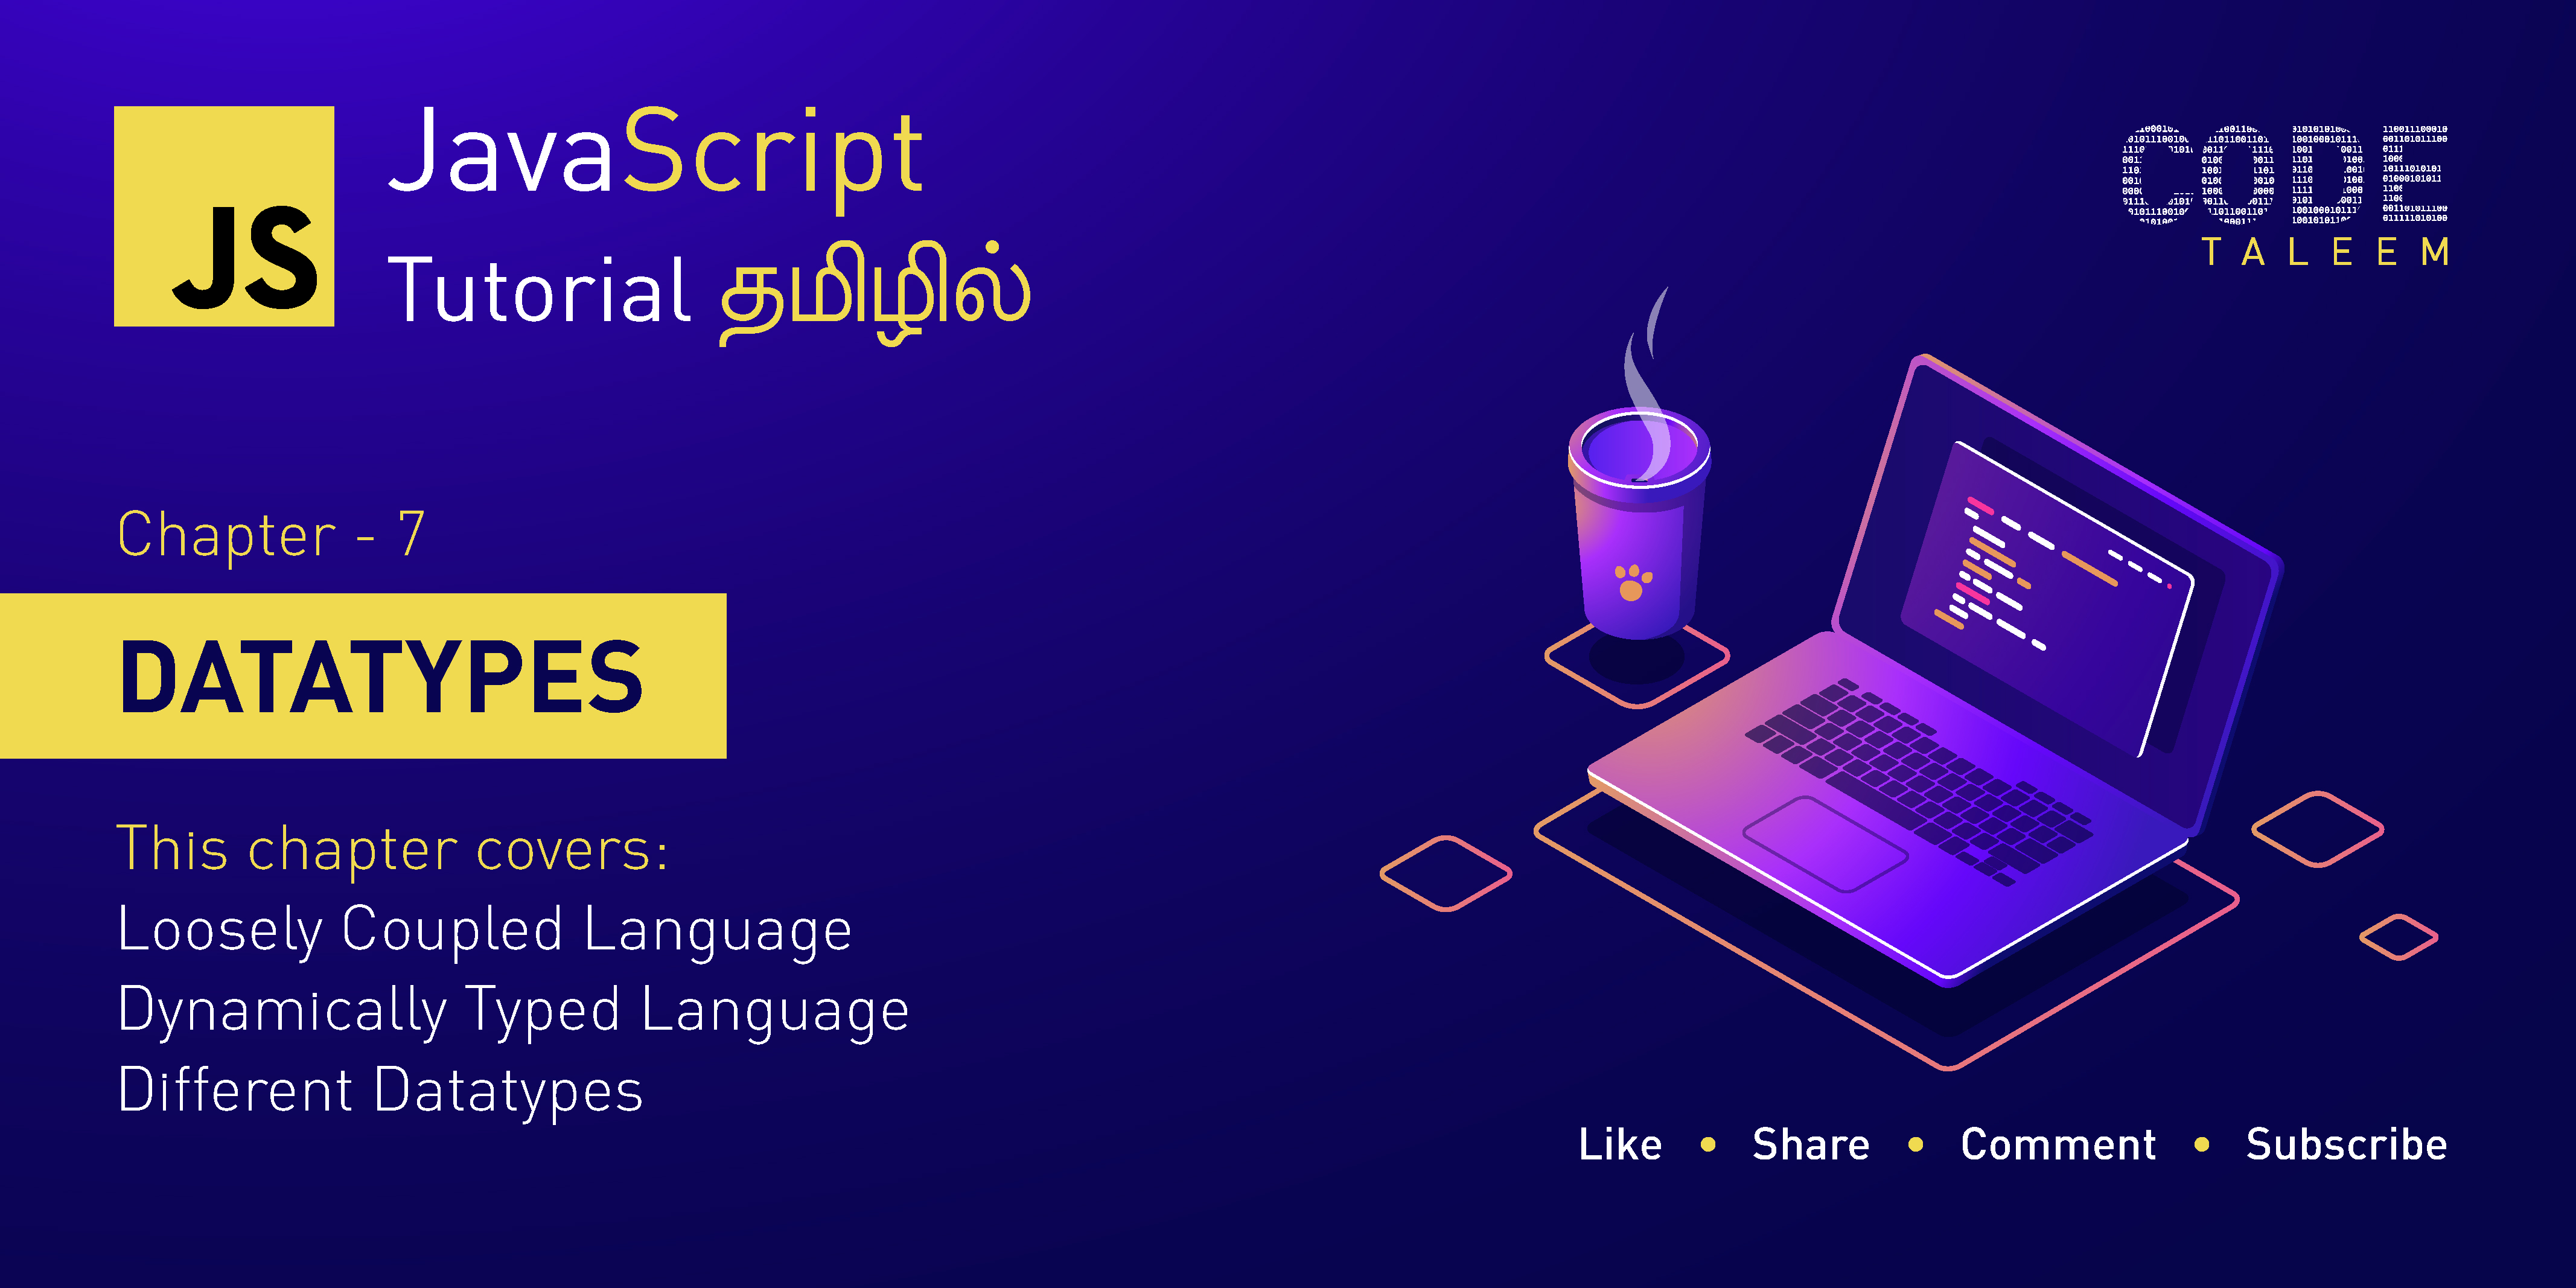 JS
JavaScript
Tutorial தமிழில்
CODE
TALEEM
Chapter - 7
DATATYPES
This chapter covers:
Loosely Coupled Language
Dynamically Typed Language
Different Datatypes
Like • Share • Comment • Subscribe